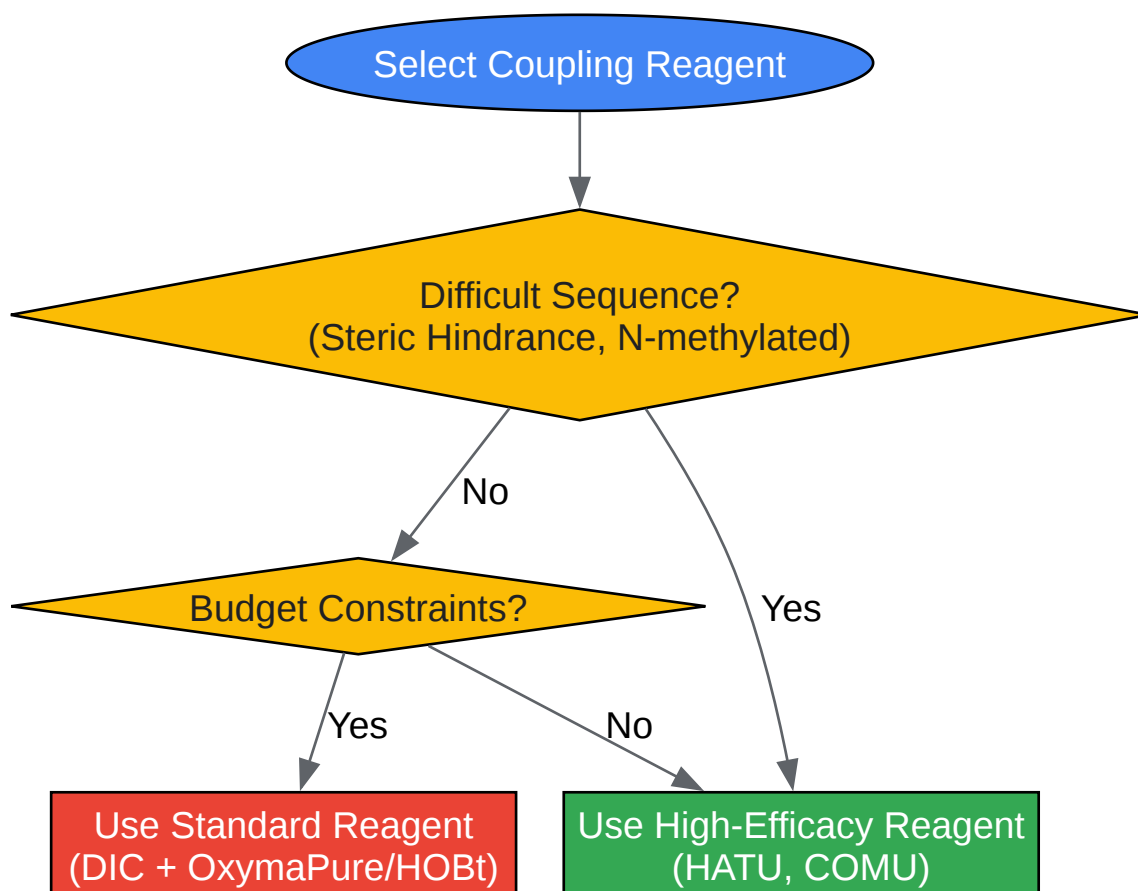 Select Coupling Reagent
Difficult Sequence?
(Steric Hindrance, N-methylated)
No
Yes
Budget Constraints?
Yes
No
Use Standard Reagent
(DIC + OxymaPure/HOBt)
Use High-Efficacy Reagent
(HATU, COMU)